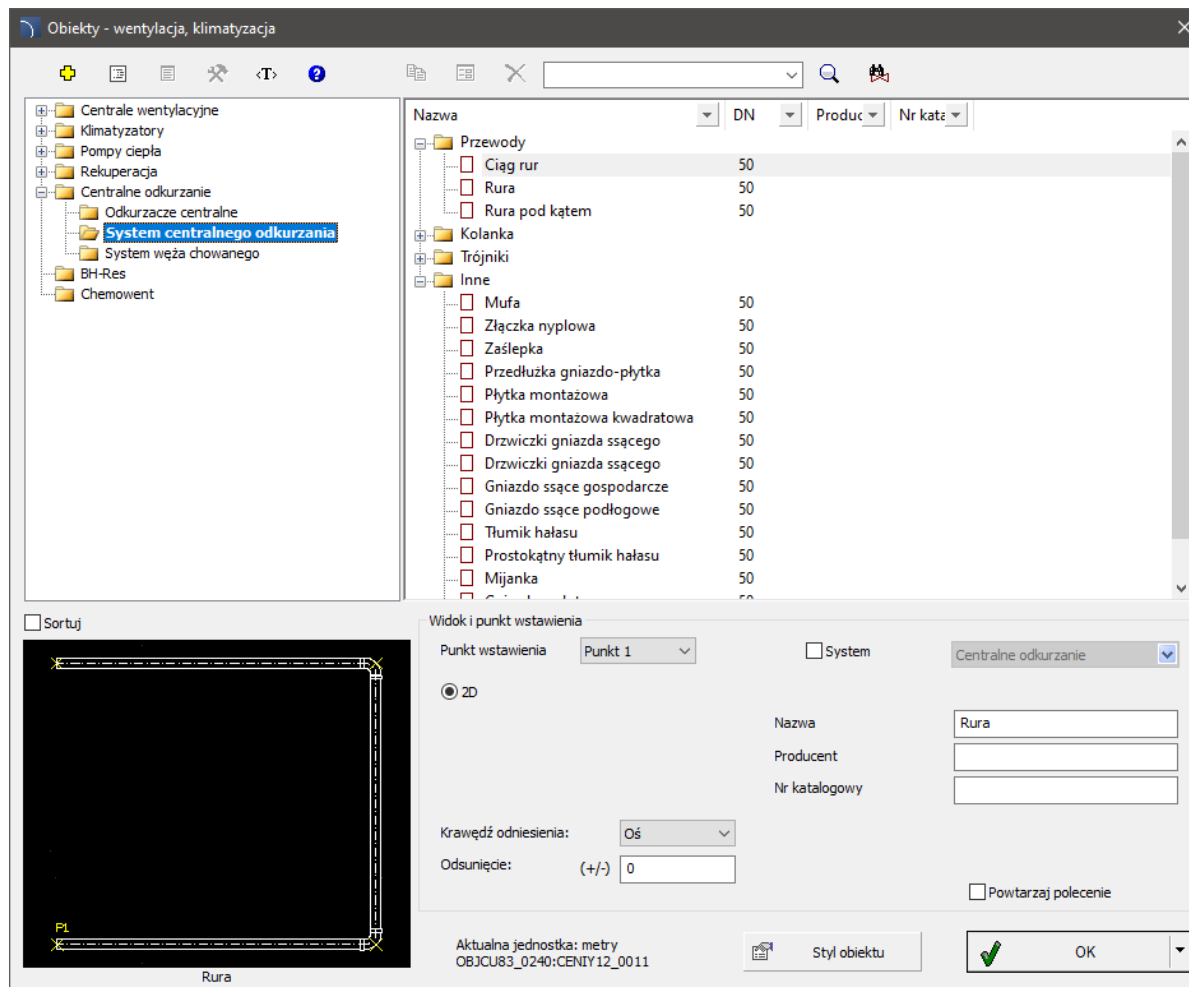 Obiekty - wentylacja, klimatyzacja
<T>
Centrale wentylacyjne
Klimatyzatory
Pompy ciepła
Rekuperacja
Centralne odkurzanie
Odkurzacze centralne
System centralnego odkurzania
System węża chowanego
BH-Res
Chemowent
Nazwa DN Produc Nr kata
Przewody
Ciąg rur 50
Rura 50
Rura pod kątem 50
Kolanka
Trójniki
Inne
Mufa 50
Złączka nyplowa 50
Zaślepka 50
Przedłużka gniazdo-płytka 50
Płytka montażowa 50
Płytka montażowa kwadratowa 50
Drzwiczki gniazda ssącego 50
Drzwiczki gniazda ssącego 50
Gniazdo ssące gospodarcze 50
Gniazdo ssące podłogowe 50
Tłumik hałasu 50
Prostokątny tłumik hałasu 50
Mijanka 50
Sortuj
P1
Rura
Widok i punkt wstawienia
Punkt wstawienia Punkt 1
System Centralne odkurzanie
2D
Nazwa Rura
Producent
Nr katalogowy
Krawędź odniesienia: Oś
Odsunięcie: (+/-) 0
Powtarzaj polecenie
Aktualna jednostka: metry
OBJCU83_0240:CENIY12_0011
Styl obiektu
OK